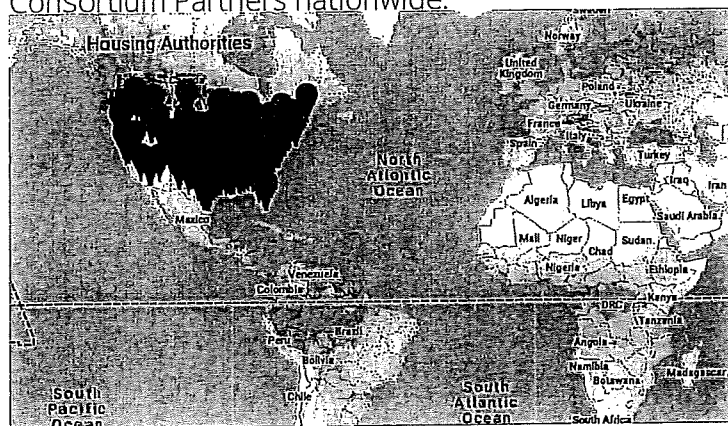 Consortium Partners nationwide.
Sweden
Norway
Housing Authorities
United
Kingdom
Poland
Germany
Ukraine
France
Italy
Spain
Turkey
North
Atlantic
Ocean
Iraq
Iran
Algeria
Libya
Egypt
Saudi Arabia
Mexico
Mali
Niger
Chad
Sudan
Nigeria
Ethiopia
Venezuela
Colombia
Kenya
DRC
Tanzania
Peru
Brazil
Angola
Bolivia
Namibia
Botswana
Madagascar
Chile
South
Pacific
Ocean
South
Atlantic
Ocean
South Africa